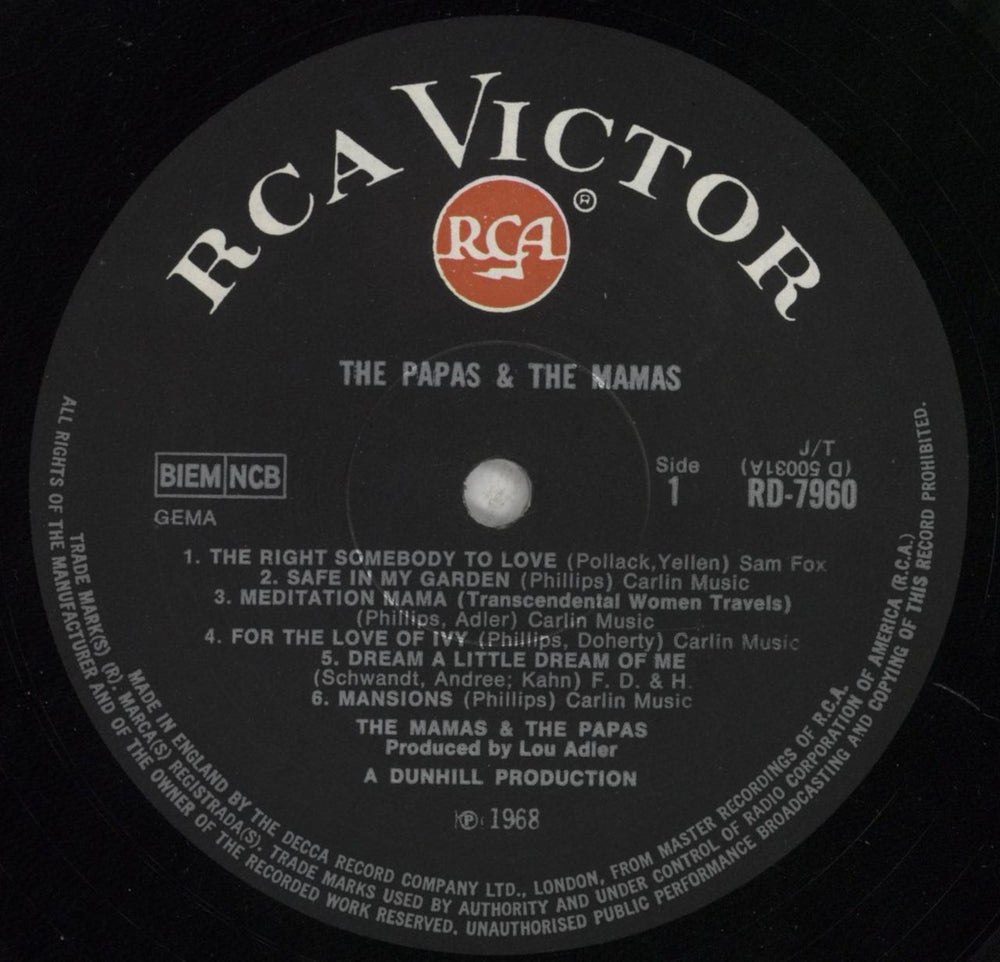 RCA VICTOR
RCA
®
THE PAPAS & THE MAMAS
BIEM NCB
GEMA
Side
1
J/T
(D 50031A)
RD-7960
1. THE RIGHT SOMEBODY TO LOVE (Pollack,Yellen) Sam Fox
2. SAFE IN MY GARDEN (Phillips) Carlin Music
3. MEDITATION MAMA (Transcendental Women Travels)
(Phillips, Adler) Carlin Music
4. FOR THE LOVE OF IVY (Phillips, Doherty) Carlin Music
5. DREAM A LITTLE DREAM OF ME
(Schwandt, Andree; Kahn) F. D. & H.
6. MANSIONS (Phillips) Carlin Music
THE MAMAS & THE PAPAS
Produced by Lou Adler
A DUNHILL PRODUCTION
℗ 1968
MADE IN ENGLAND BY THE DECCA RECORD COMPANY LTD., LONDON, FROM MASTER RECORDINGS OF R.C.A.
TRADE MARK(S) (R). MARCA(S) REGISTRADA(S). TRADE MARKS USED BY AUTHORITY AND UNDER CONTROL OF RADIO CORPORATION OF AMERICA (R.C.A.)
ALL RIGHTS OF THE MANUFACTURER AND OF THE OWNER OF THE RECORDED WORK RESERVED. UNAUTHORISED PUBLIC PERFORMANCE BROADCASTING AND COPYING OF THIS RECORD PROHIBITED.